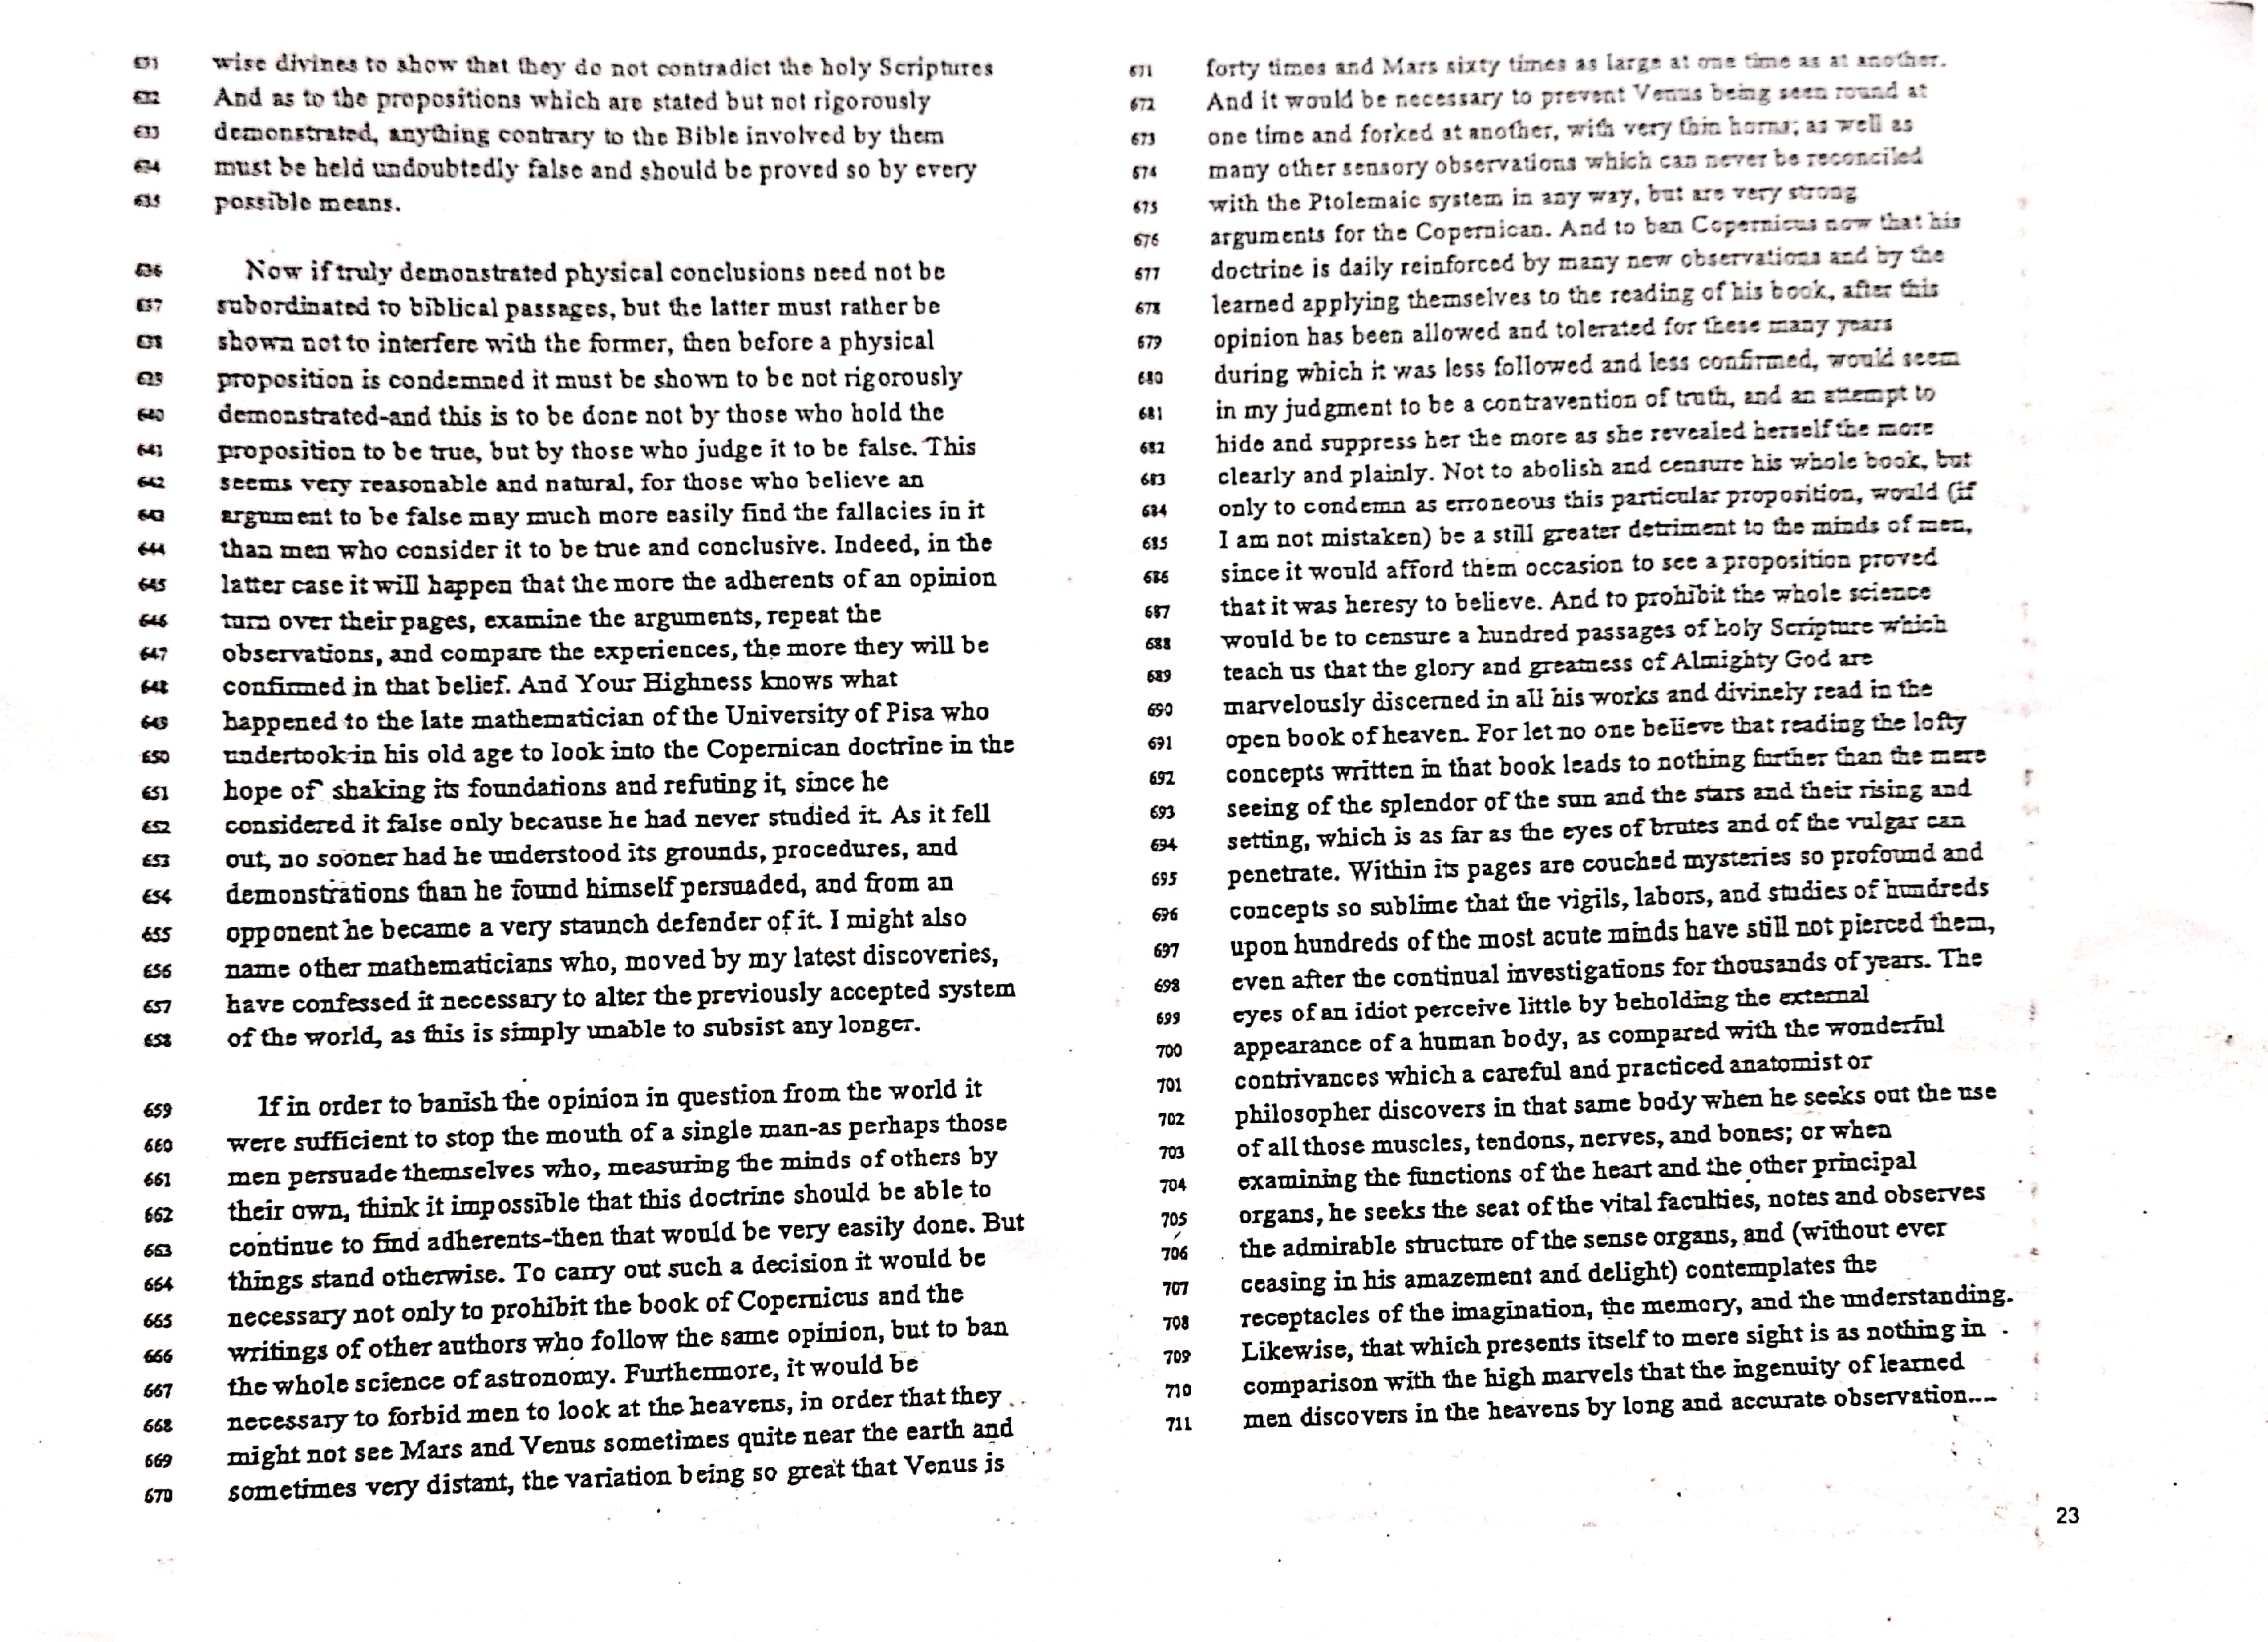 631 wise divines to show that they do not contradict the holy Scriptures
632 And as to the propositions which are stated but not rigorously
633 demonstrated, anything contrary to the Bible involved by them
634 must be held undoubtedly false and should be proved so by every
635 possible means.
636 Now if truly demonstrated physical conclusions need not be
637 subordinated to biblical passages, but the latter must rather be
638 shown not to interfere with the former, then before a physical
639 proposition is condemned it must be shown to be not rigorously
640 demonstrated-and this is to be done not by those who hold the
641 proposition to be true, but by those who judge it to be false. This
642 seems very reasonable and natural, for those who believe an
643 argument to be false may much more easily find the fallacies in it
644 than men who consider it to be true and conclusive. Indeed, in the
645 latter case it will happen that the more the adherents of an opinion
646 turn over their pages, examine the arguments, repeat the
647 observations, and compare the experiences, the more they will be
648 confirmed in that belief. And Your Highness knows what
649 happened to the late mathematician of the University of Pisa who
650 undertook in his old age to look into the Copernican doctrine in the
651 hope of shaking its foundations and refuting it, since he
652 considered it false only because he had never studied it. As it fell
653 out, no sooner had he understood its grounds, procedures, and
654 demonstrations than he found himself persuaded, and from an
655 opponent he became a very staunch defender of it. I might also
656 name other mathematicians who, moved by my latest discoveries,
657 have confessed it necessary to alter the previously accepted system
658 of the world, as this is simply unable to subsist any longer.
659 If in order to banish the opinion in question from the world it
660 were sufficient to stop the mouth of a single man-as perhaps those
661 men persuade themselves who, measuring the minds of others by
662 their own, think it impossible that this doctrine should be able to
663 continue to find adherents-then that would be very easily done. But
664 things stand otherwise. To carry out such a decision it would be
665 necessary not only to prohibit the book of Copernicus and the
666 writings of other authors who follow the same opinion, but to ban
667 the whole science of astronomy. Furthermore, it would be
668 necessary to forbid men to look at the heavens, in order that they
669 might not see Mars and Venus sometimes quite near the earth and
670 sometimes very distant, the variation being so great that Venus is
671 forty times and Mars sixty times as large at one time as at another.
672 And it would be necessary to prevent Venus being seen round at
673 one time and forked at another, with very thin horns; as well as
674 many other sensory observations which can never be reconciled
675 with the Ptolemaic system in any way, but are very strong
676 arguments for the Copernican. And to ban Copernicus now that his
677 doctrine is daily reinforced by many new observations and by the
678 learned applying themselves to the reading of his book, after this
679 opinion has been allowed and tolerated for these many years
680 during which it was less followed and less confirmed, would seem
681 in my judgment to be a contravention of truth, and an attempt to
682 hide and suppress her the more as she revealed herself the more
683 clearly and plainly. Not to abolish and censure his whole book, but
684 only to condemn as erroneous this particular proposition, would (if
685 I am not mistaken) be a still greater detriment to the minds of men,
686 since it would afford them occasion to see a proposition proved
687 that it was heresy to believe. And to prohibit the whole science
688 would be to censure a hundred passages of holy Scripture which
689 teach us that the glory and greatness of Almighty God are
690 marvelously discerned in all his works and divinely read in the
691 open book of heaven. For let no one believe that reading the lofty
692 concepts written in that book leads to nothing further than the mere
693 seeing of the splendor of the sun and the stars and their rising and
694 setting, which is as far as the eyes of brutes and of the vulgar can
695 penetrate. Within its pages are couched mysteries so profound and
696 concepts so sublime that the vigils, labors, and studies of hundreds
697 upon hundreds of the most acute minds have still not pierced them,
698 even after the continual investigations for thousands of years. The
699 eyes of an idiot perceive little by beholding the external
700 appearance of a human body, as compared with the wonderful
701 contrivances which a careful and practiced anatomist or
702 philosopher discovers in that same body when he seeks out the use
703 of all those muscles, tendons, nerves, and bones; or when
704 examining the functions of the heart and the other principal
705 organs, he seeks the seat of the vital faculties, notes and observes
706 the admirable structure of the sense organs, and (without ever
707 ceasing in his amazement and delight) contemplates the
708 receptacles of the imagination, the memory, and the understanding.
709 Likewise, that which presents itself to mere sight is as nothing in
710 comparison with the high marvels that the ingenuity of learned
711 men discovers in the heavens by long and accurate observation....
23